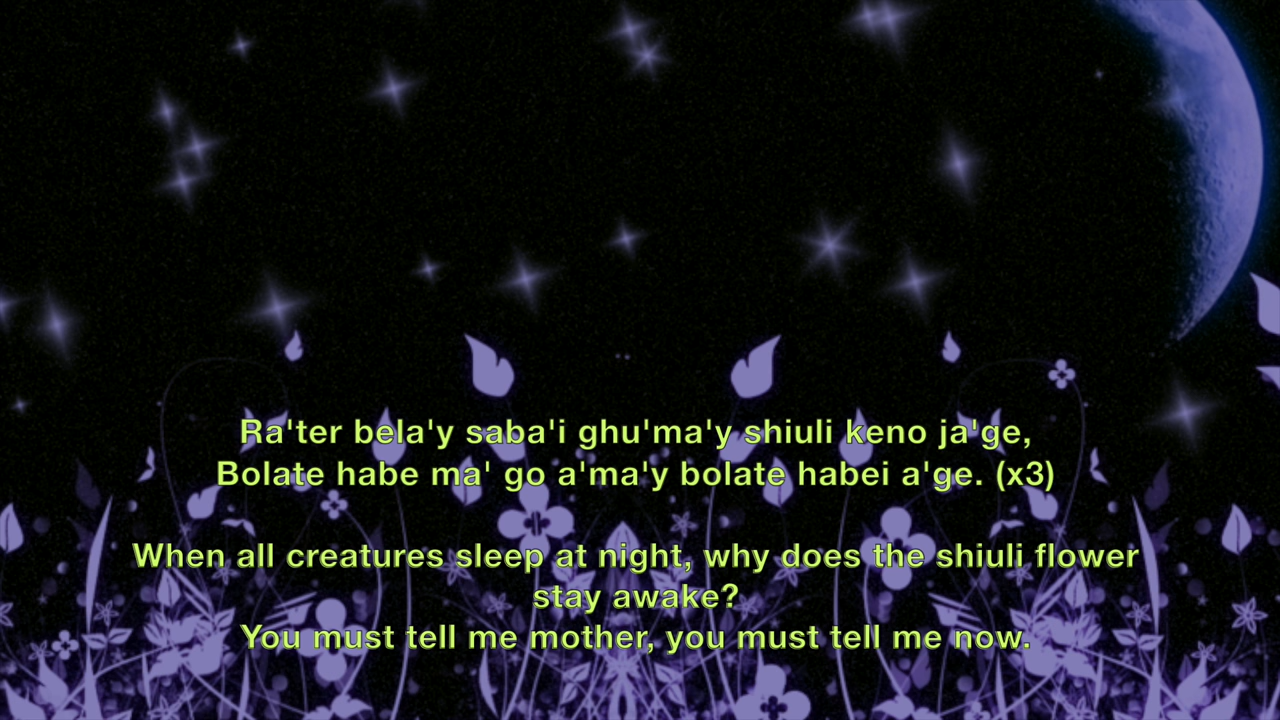 Ra'ter bela'y saba'i ghu'ma'y shiuli keno ja'ge,
Bolate habe ma' go a'ma'y bolate habei a'ge. (x3)
When all creatures sleep at night, why does the shiuli flower
stay awake?
You must tell me mother, you must tell me now.